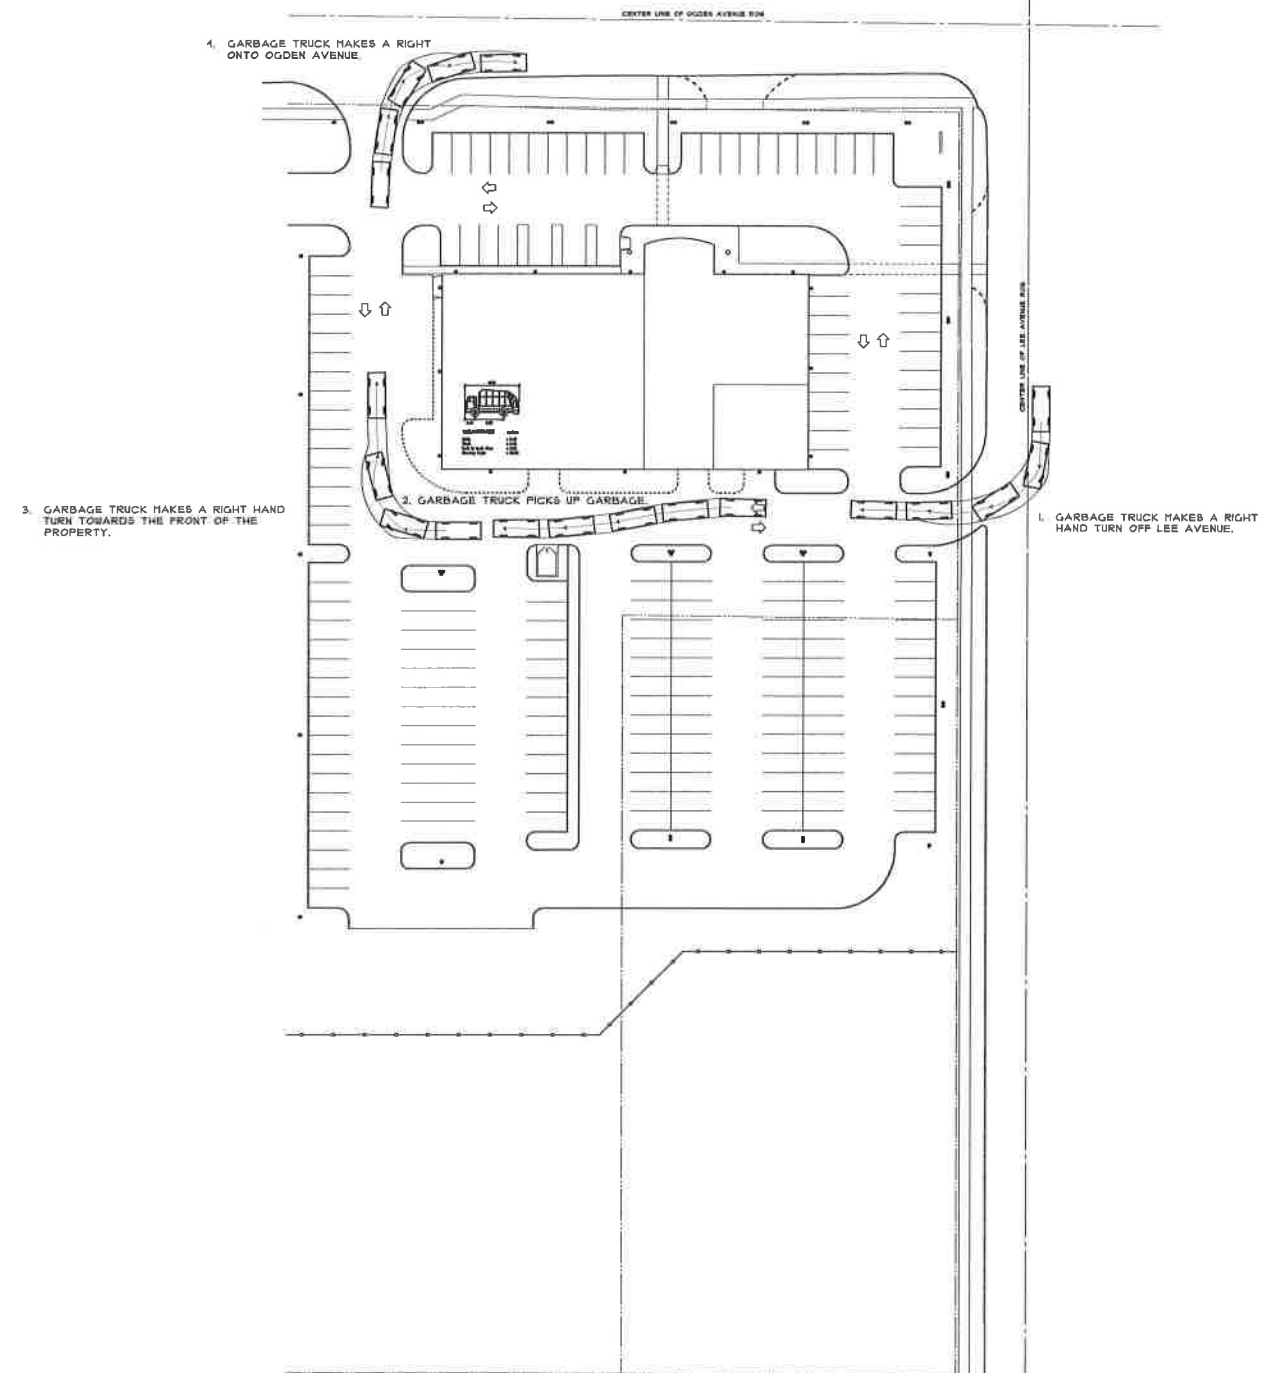 CENTER LINE OF OGDEN AVENUE ROW
4. GARBAGE TRUCK MAKES A RIGHT
ONTO OGDEN AVENUE.
CENTER LINE OF LEE AVENUE ROW
2. GARBAGE TRUCK PICKS UP GARBAGE.
3. GARBAGE TRUCK MAKES A RIGHT HAND
TURN TOWARDS THE FRONT OF THE
PROPERTY.
1. GARBAGE TRUCK MAKES A RIGHT
HAND TURN OFF LEE AVENUE.